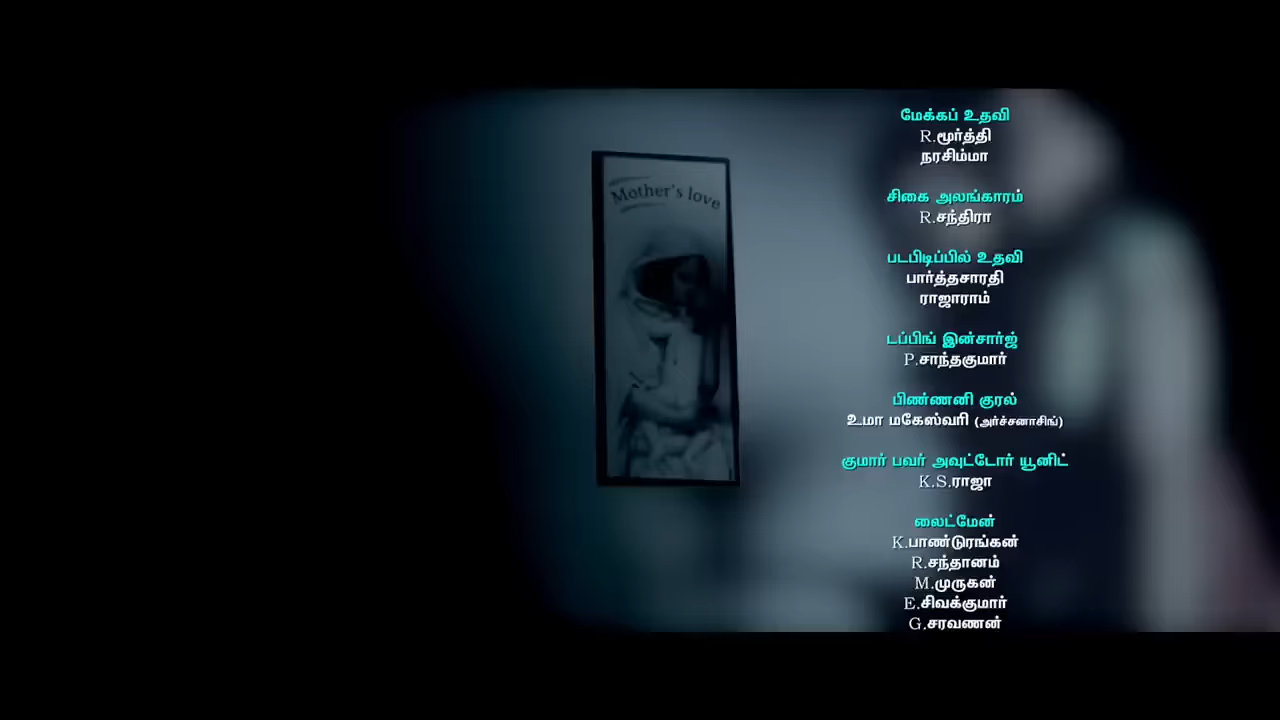 Mother's love
மேக்கப் உதவி
R.மூர்த்தி
நரசிம்மா
சிகை அலங்காரம்
R.சந்திரா
படபிடிப்பில் உதவி
பார்த்தசாரதி
ராஜாராம்
டப்பிங் இன்சார்ஜ்
P.சாந்தகுமார்
பிண்ணனி குரல்
உமா மகேஸ்வரி (அர்ச்சனாசிங்)
குமார் பவர் அவுட்டோர் யூனிட்
K.S.ராஜா
லைட்மேன்
K.பாண்டுரங்கன்
R.சந்தானம்
M.முருகன்
E.சிவக்குமார்
G.சரவணன்